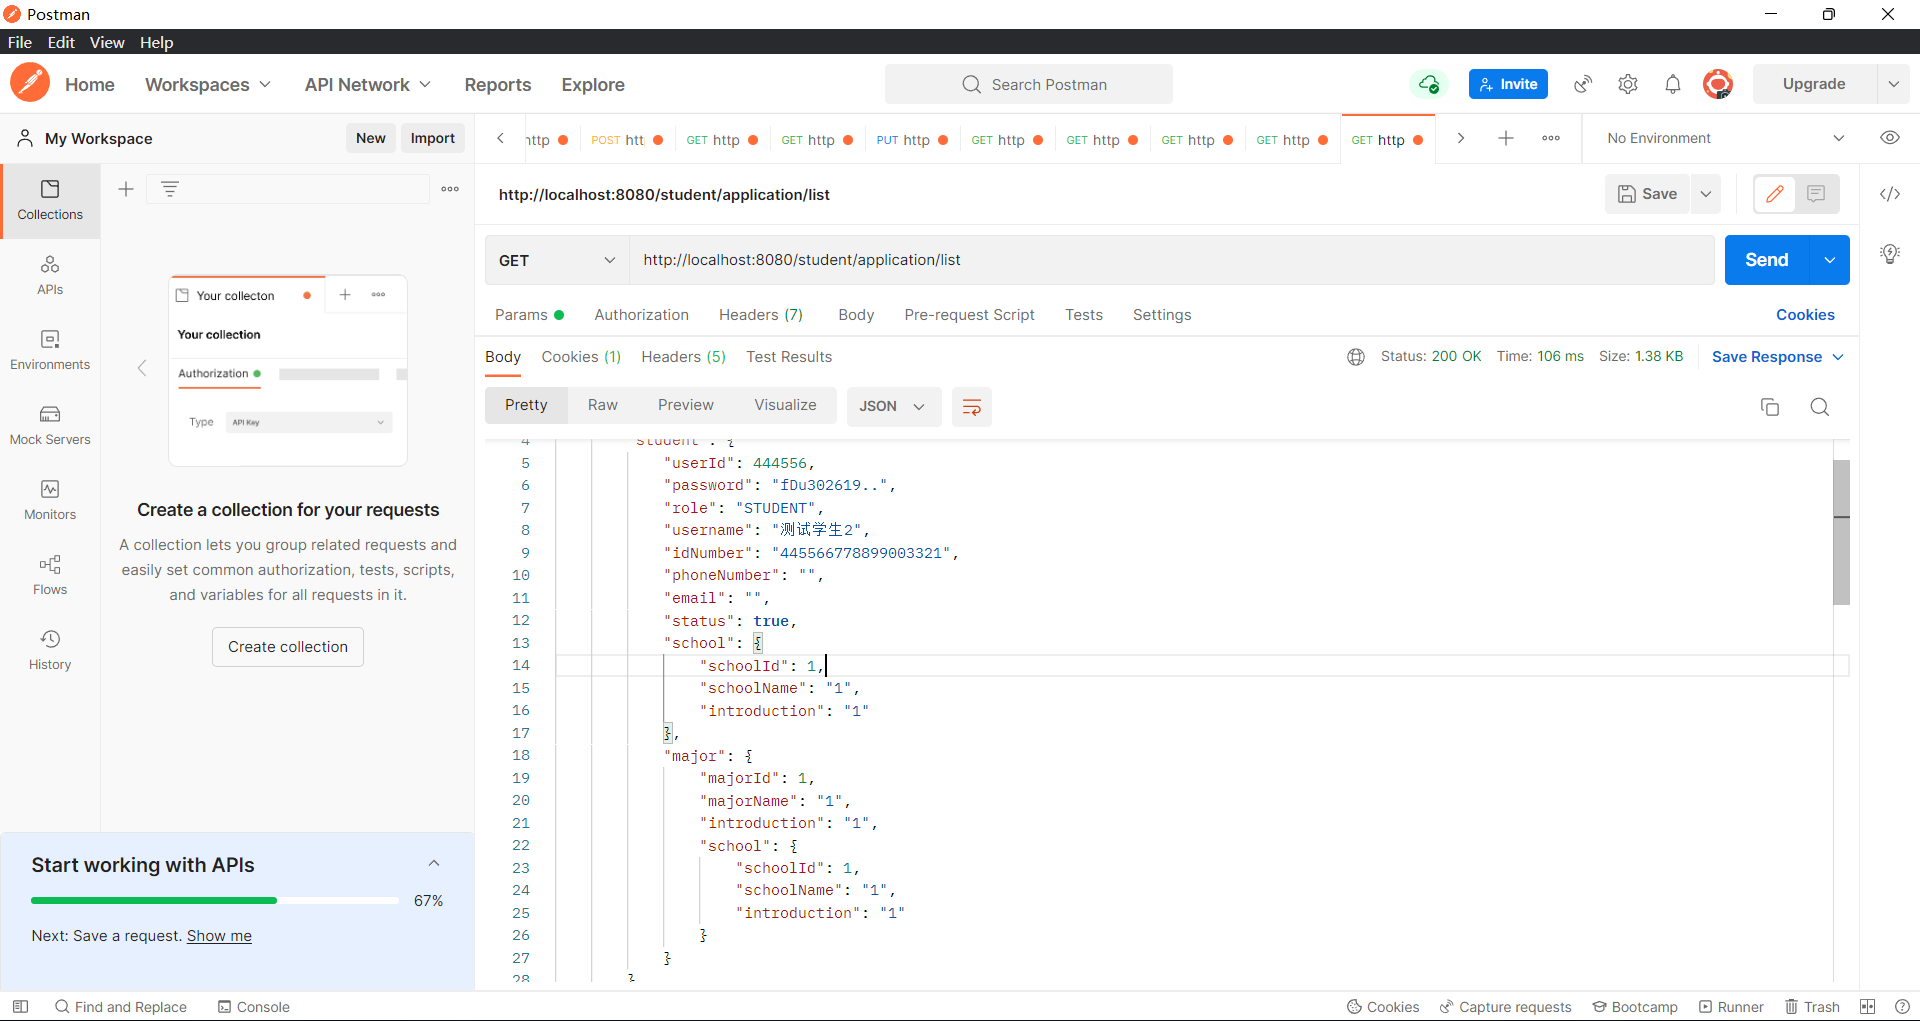 Postman
File Edit View Help
Home Workspaces API Network Reports Explore Search Postman Invite Upgrade
My Workspace New Import
http POST htt GET http GET http PUT http GET http GET http GET http GET http GET http No Environment
Collections
APIs
Environments
Mock Servers
Monitors
Flows
History
Your collecton
Your collection
Authorization
Type API Key
Create a collection for your requests
A collection lets you group related requests and
easily set common authorization, tests, scripts,
and variables for all requests in it.
Create collection
Start working with APIs
67%
Next: Save a request. Show me
http://localhost:8080/student/application/list Save
GET http://localhost:8080/student/application/list Send
Params Authorization Headers (7) Body Pre-request Script Tests Settings Cookies
Body Cookies (1) Headers (5) Test Results Status: 200 OK Time: 106 ms Size: 1.38 KB Save Response
Pretty Raw Preview Visualize JSON
4 "student": {
5 "userId": 444556,
6 "password": "fDu302619..",
7 "role": "STUDENT",
8 "username": "测试学生2",
9 "idNumber": "445566778899003321",
10 "phoneNumber": "",
11 "email": "",
12 "status": true,
13 "school": {
14 "schoolId": 1,
15 "schoolName": "1",
16 "introduction": "1"
17 },
18 "major": {
19 "majorId": 1,
20 "majorName": "1",
21 "introduction": "1",
22 "school": {
23 "schoolId": 1,
24 "schoolName": "1",
25 "introduction": "1"
26 }
27 }
28 }
Find and Replace Console Cookies Capture requests Bootcamp Runner Trash